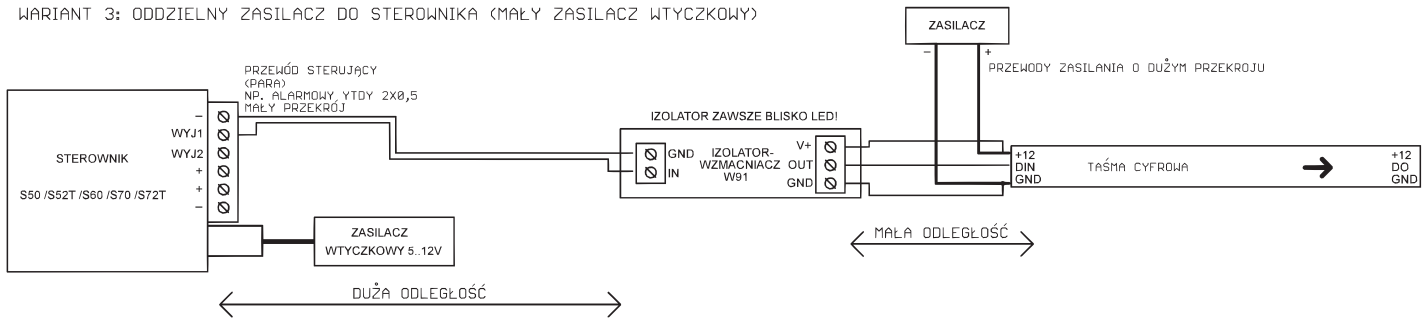 WARIANT 3: ODDZIELNY ZASILACZ DO STEROWNIKA (MAŁY ZASILACZ WTYCZKOWY)
ZASILACZ
–
+
PRZEWODY ZASILANIA O DUŻYM PRZEKROJU
PRZEWÓD STERUJĄCY
(PARA)
NP. ALARMOWY YTDY 2X0,5
MAŁY PRZEKRÓJ
STEROWNIK
S50 /S52T /S60 /S70 /S72T
–
WYJ1
WYJ2
+
+
–
ZASILACZ
WTYCZKOWY 5..12V
IZOLATOR ZAWSZE BLISKO LED!
GND
IN
IZOLATOR-
WZMACNIACZ
W91
V+
OUT
GND
+12
DIN
GND
TAŚMA CYFROWA
+12
DO
GND
MAŁA ODLEGŁOŚĆ
DUŻA ODLEGŁOŚĆ